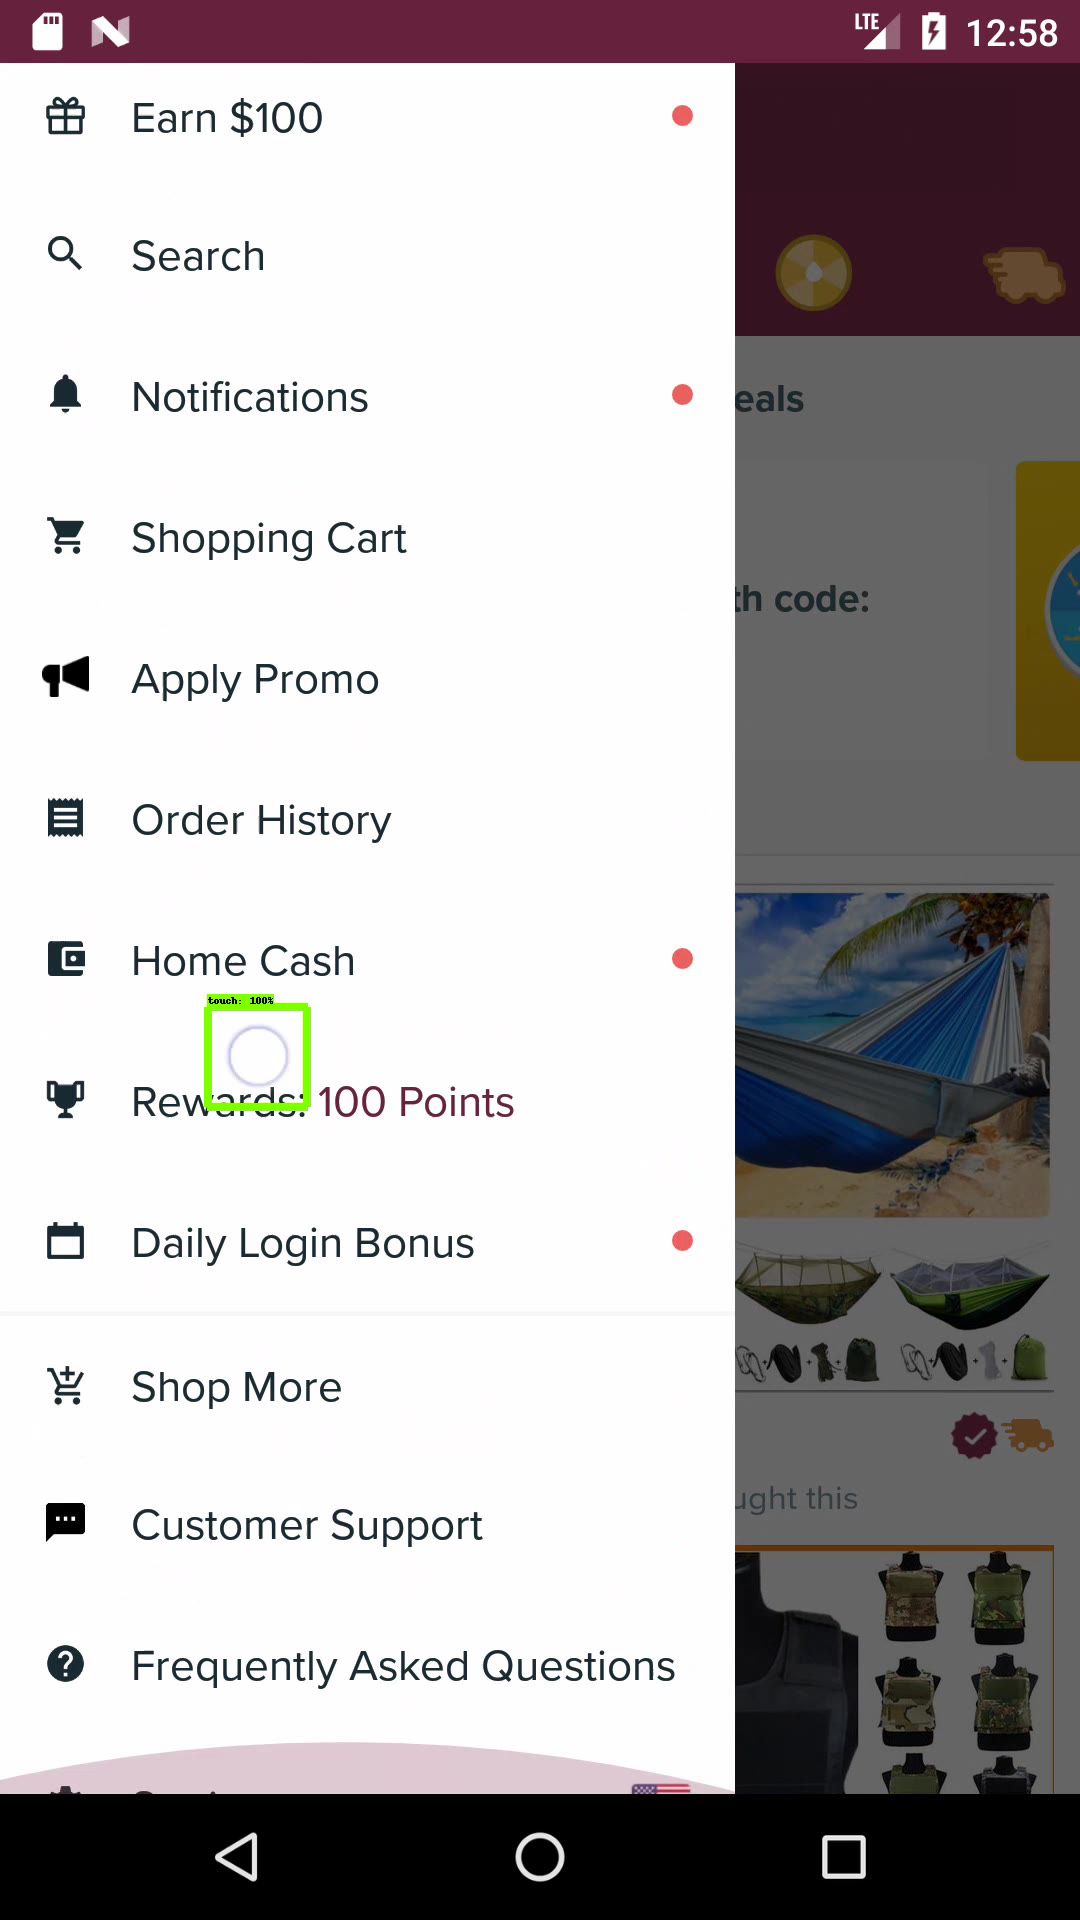 LTE 12:58
Earn $100
Search
Notifications
eals
Shopping Cart
th code:
Apply Promo
Order History
Home Cash
touch: 100%
Rewards: 100 Points
Daily Login Bonus
Shop More
Customer Support
ught this
Frequently Asked Questions